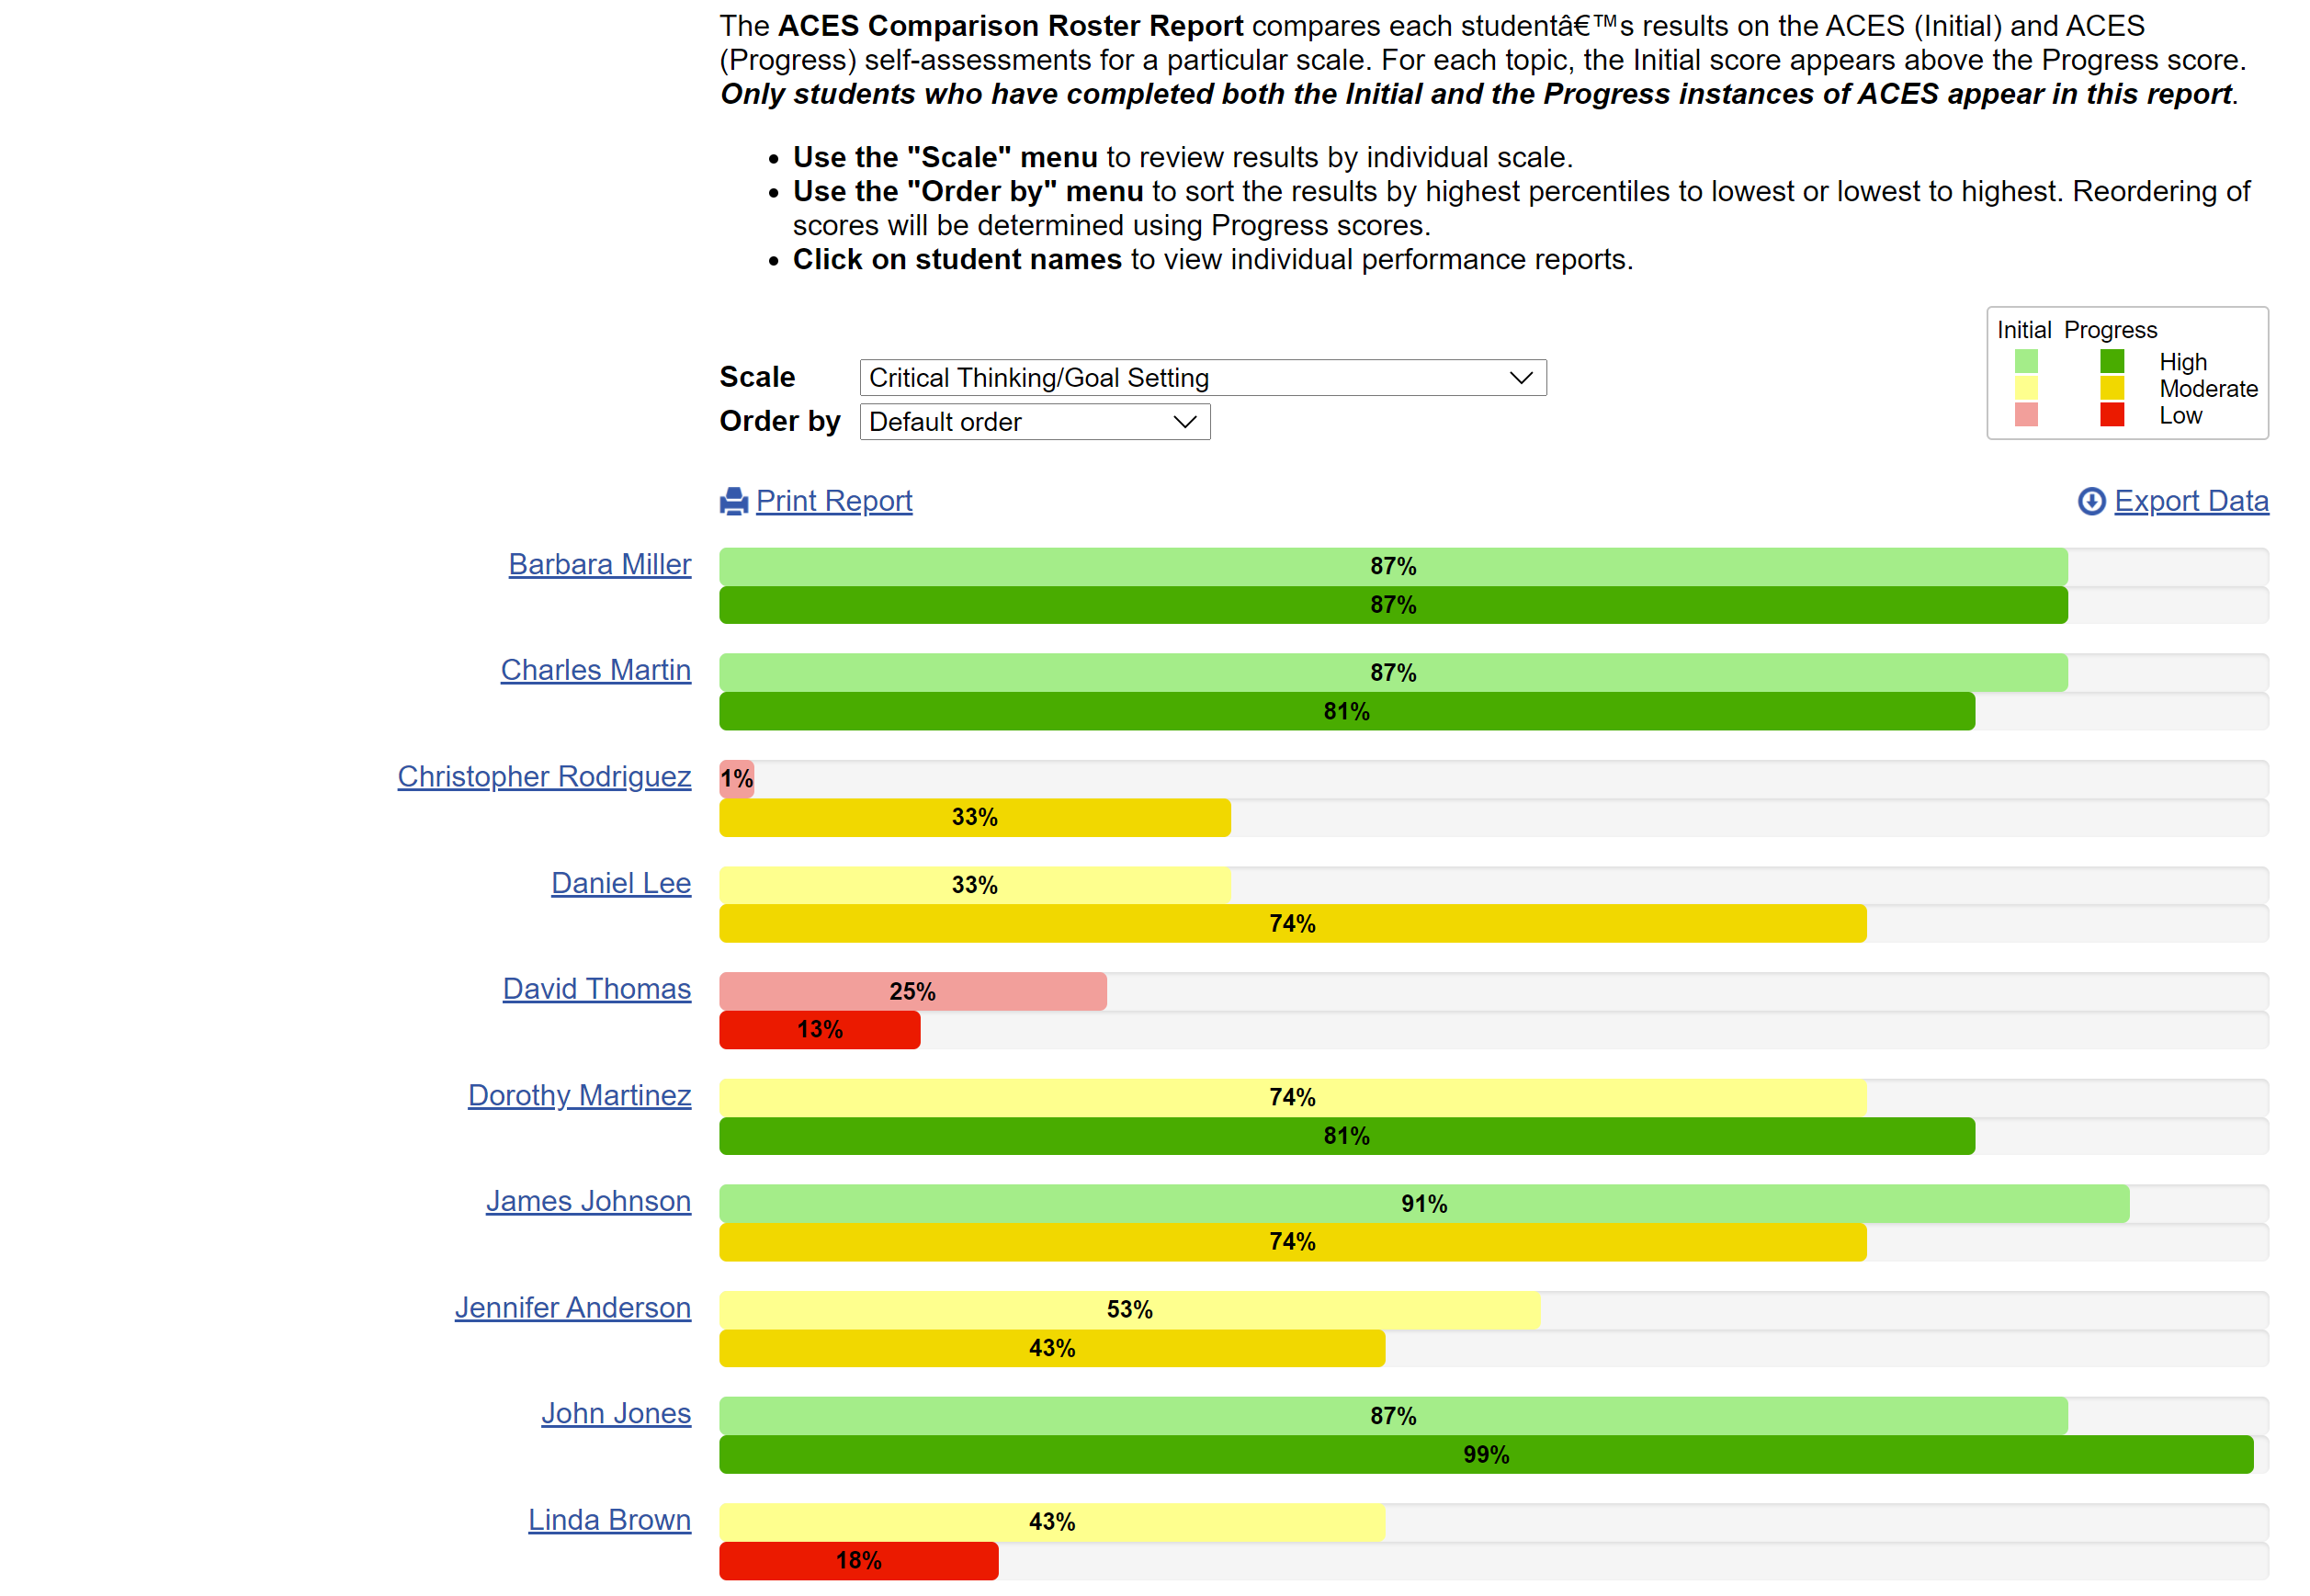 The ACES Comparison Roster Report compares each studentâ€™s results on the ACES (Initial) and ACES
(Progress) self-assessments for a particular scale. For each topic, the Initial score appears above the Progress score.
Only students who have completed both the Initial and the Progress instances of ACES appear in this report.
• Use the "Scale" menu to review results by individual scale.
• Use the "Order by" menu to sort the results by highest percentiles to lowest or lowest to highest. Reordering of
scores will be determined using Progress scores.
• Click on student names to view individual performance reports.
Initial Progress
High
Moderate
Low
Scale Critical Thinking/Goal Setting
Order by Default order
Print Report Export Data
Barbara Miller 87%
87%
Charles Martin 87%
81%
Christopher Rodriguez 1%
33%
Daniel Lee 33%
74%
David Thomas 25%
13%
Dorothy Martinez 74%
81%
James Johnson 91%
74%
Jennifer Anderson 53%
43%
John Jones 87%
99%
Linda Brown 43%
18%